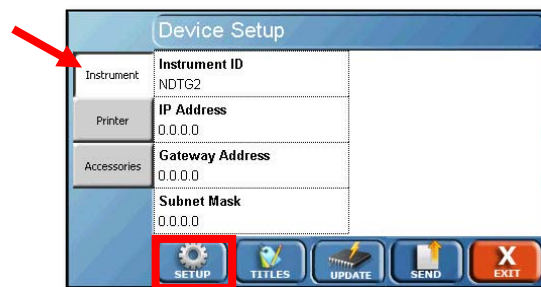 Device Setup
Instrument
Printer
Accessories
Instrument ID
NDTG2
IP Address
0.0.0.0
Gateway Address
0.0.0.0
Subnet Mask
0.0.0.0
SETUP
TITLES
UPDATE
SEND
X
EXIT